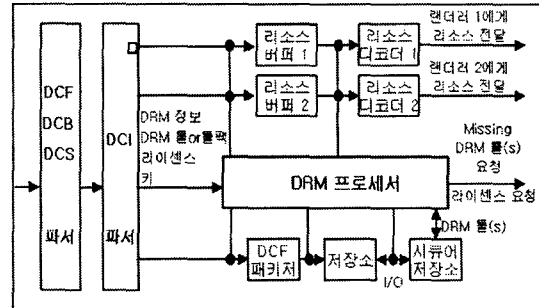 DCF
DCB
DCS
파서
DCI
파서
DRM 정보
DRM 툴or툴팩
라이센스
키
리소스
버퍼 1
리소스
디코더 1
랜더러 1에게
리소스 전달
리소스
버퍼 2
리소스
디코더 2
랜더러 2에게
리소스 전달
DRM 프로세서
Missing
DRM 툴(s)
요청
라이센스 요청
DRM 툴(s)
DCF
패키저
저장소
I/O
시큐어
저장소